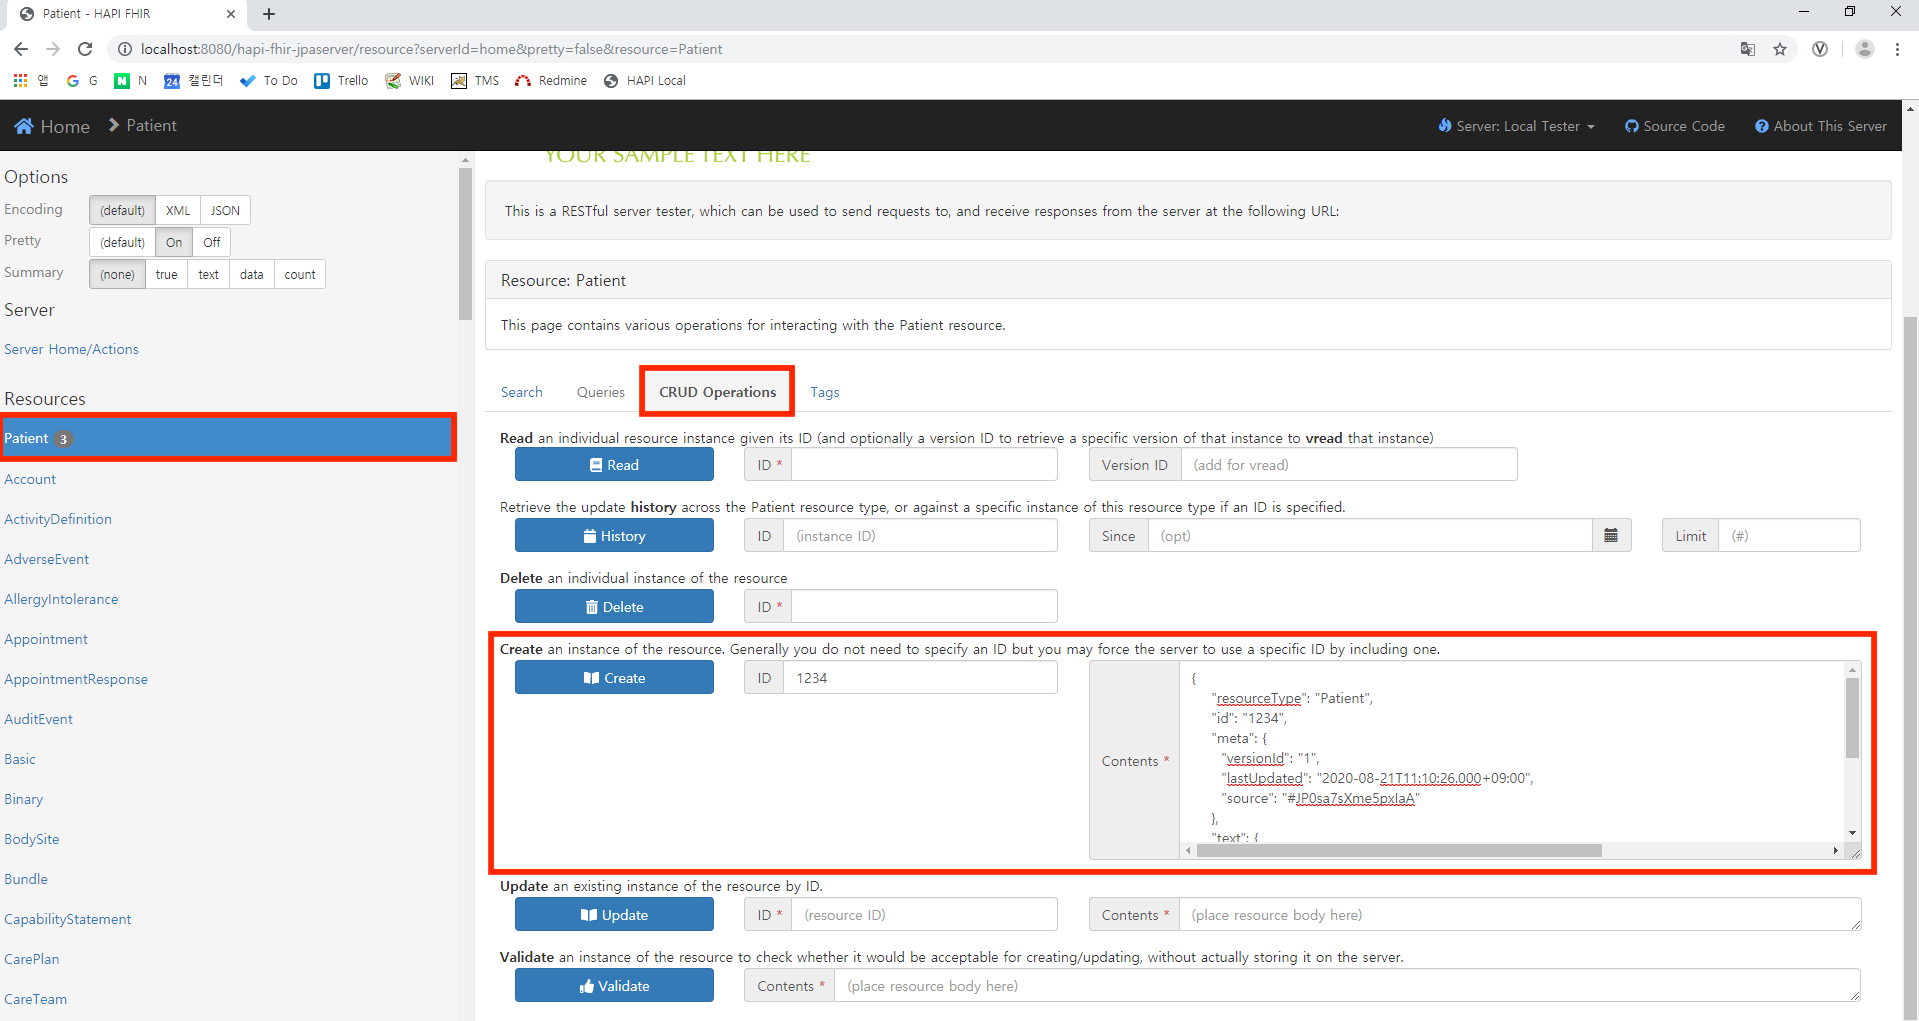 Patient - HAPI FHIR
localhost:8080/hapi-fhir-jpaserver/resource?serverId=home&pretty=false&resource=Patient
앱 G N 24 캘린더 To Do Trello WIKI TMS Redmine HAPI Local
Home Patient Server: Local Tester Source Code About This Server
Options
Encoding (default) XML JSON
Pretty (default) On Off
Summary (none) true text data count
Server
Server Home/Actions
Resources
Patient 3
Account
ActivityDefinition
AdverseEvent
AllergyIntolerance
Appointment
AppointmentResponse
AuditEvent
Basic
Binary
BodySite
Bundle
CapabilityStatement
CarePlan
CareTeam
YOUR SAMPLE TEXT HERE
This is a RESTful server tester, which can be used to send requests to, and receive responses from the server at the following URL:
Resource: Patient
This page contains various operations for interacting with the Patient resource.
Search Queries CRUD Operations Tags
Read an individual resource instance given its ID (and optionally a version ID to retrieve a specific version of that instance to vread that instance)
Read ID * Version ID (add for vread)
Retrieve the update history across the Patient resource type, or against a specific instance of this resource type if an ID is specified.
History ID (instance ID) Since (opt) Limit (#)
Delete an individual instance of the resource
Delete ID *
Create an instance of the resource. Generally you do not need to specify an ID but you may force the server to use a specific ID by including one.
Create ID 1234
Contents *
{
"resourceType": "Patient",
"id": "1234",
"meta": {
"versionId": "1",
"lastUpdated": "2020-08-21T11:10:26.000+09:00",
"source": "#JP0sa7sXme5pxIaA"
},
"text": {
Update an existing instance of the resource by ID.
Update ID * (resource ID) Contents * (place resource body here)
Validate an instance of the resource to check whether it would be acceptable for creating/updating, without actually storing it on the server.
Validate Contents * (place resource body here)